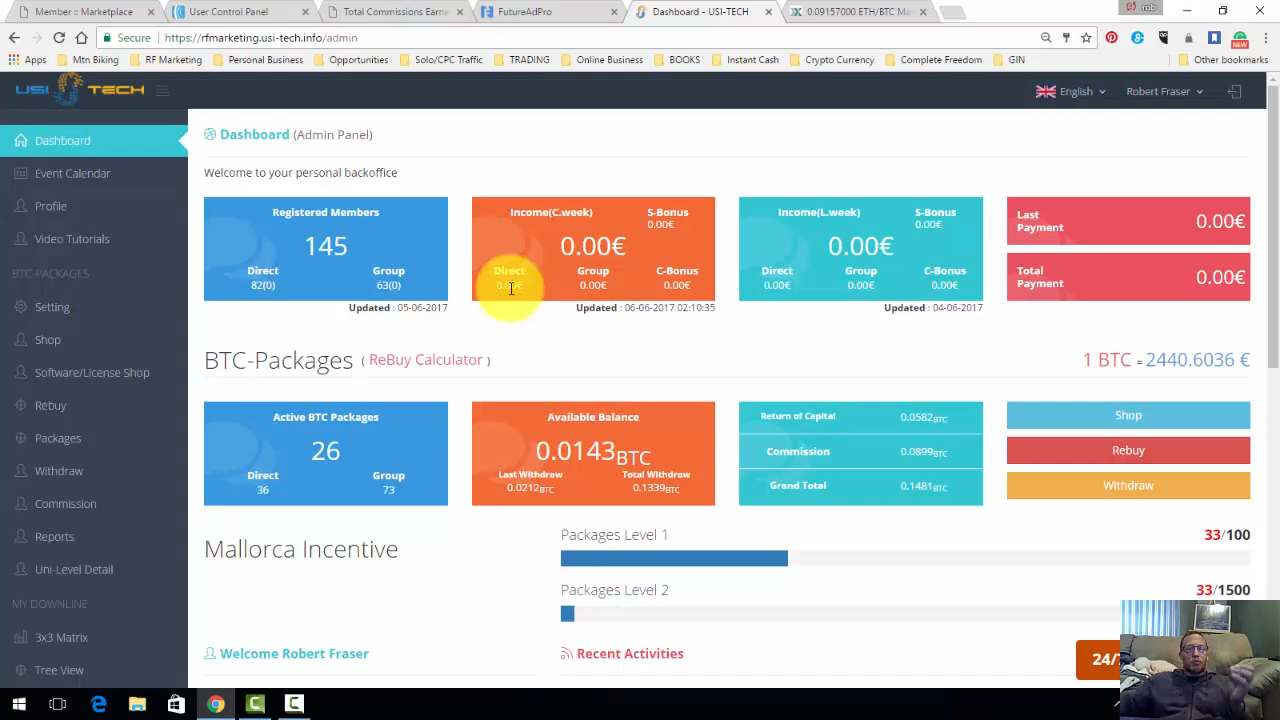 Member :: Marketplace
User Control Panel
Total Commissions Earne
FutureAdPro
Dashboard - USI-TECH
0.09157000 ETH/BTC Ma
rob
Secure
https://rfmarketing.usi-tech.info/admin
NEW
Apps
Mtn Biking
RF Marketing
Personal Business
Opportunities
Solo/CPC Traffic
TRADING
Online Business
BOOKS
Instant Cash
Crypto Currency
Complete Freedom
GIN
Other bookmarks
USI TECH
English
Robert Fraser
Dashboard
Event Calendar
Profile
Video Tutorials
BTC-PACKAGES
Setting
Shop
Software/License Shop
Rebuy
Packages
Withdraw
Commission
Reports
Uni-Level Detail
MY DOWNLINE
3x3 Matrix
Tree View
Dashboard (Admin Panel)
Welcome to your personal backoffice
Registered Members
145
Direct Group
82(0) 63(0)
Updated : 05-06-2017
Income(C.week) S-Bonus
0.00€
0.00€
Direct Group C-Bonus
0.00€ 0.00€ 0.00€
Updated : 06-06-2017 02:10:35
Income(L.week) S-Bonus
0.00€
0.00€
Direct Group C-Bonus
0.00€ 0.00€ 0.00€
Updated : 04-06-2017
Last
Payment
0.00€
Total
Payment
0.00€
BTC-Packages ( ReBuy Calculator )
1 BTC = 2440.6036 €
Active BTC Packages
26
Direct Group
36 73
Available Balance
0.0143BTC
Last Withdraw Total Withdraw
0.0212BTC 0.1339BTC
Return of Capital 0.0582BTC
Commission 0.0899BTC
Grand Total 0.1481BTC
Shop
Rebuy
Withdraw
Mallorca Incentive
Packages Level 1 33/100
Packages Level 2 33/1500
Welcome Robert Fraser
Recent Activities